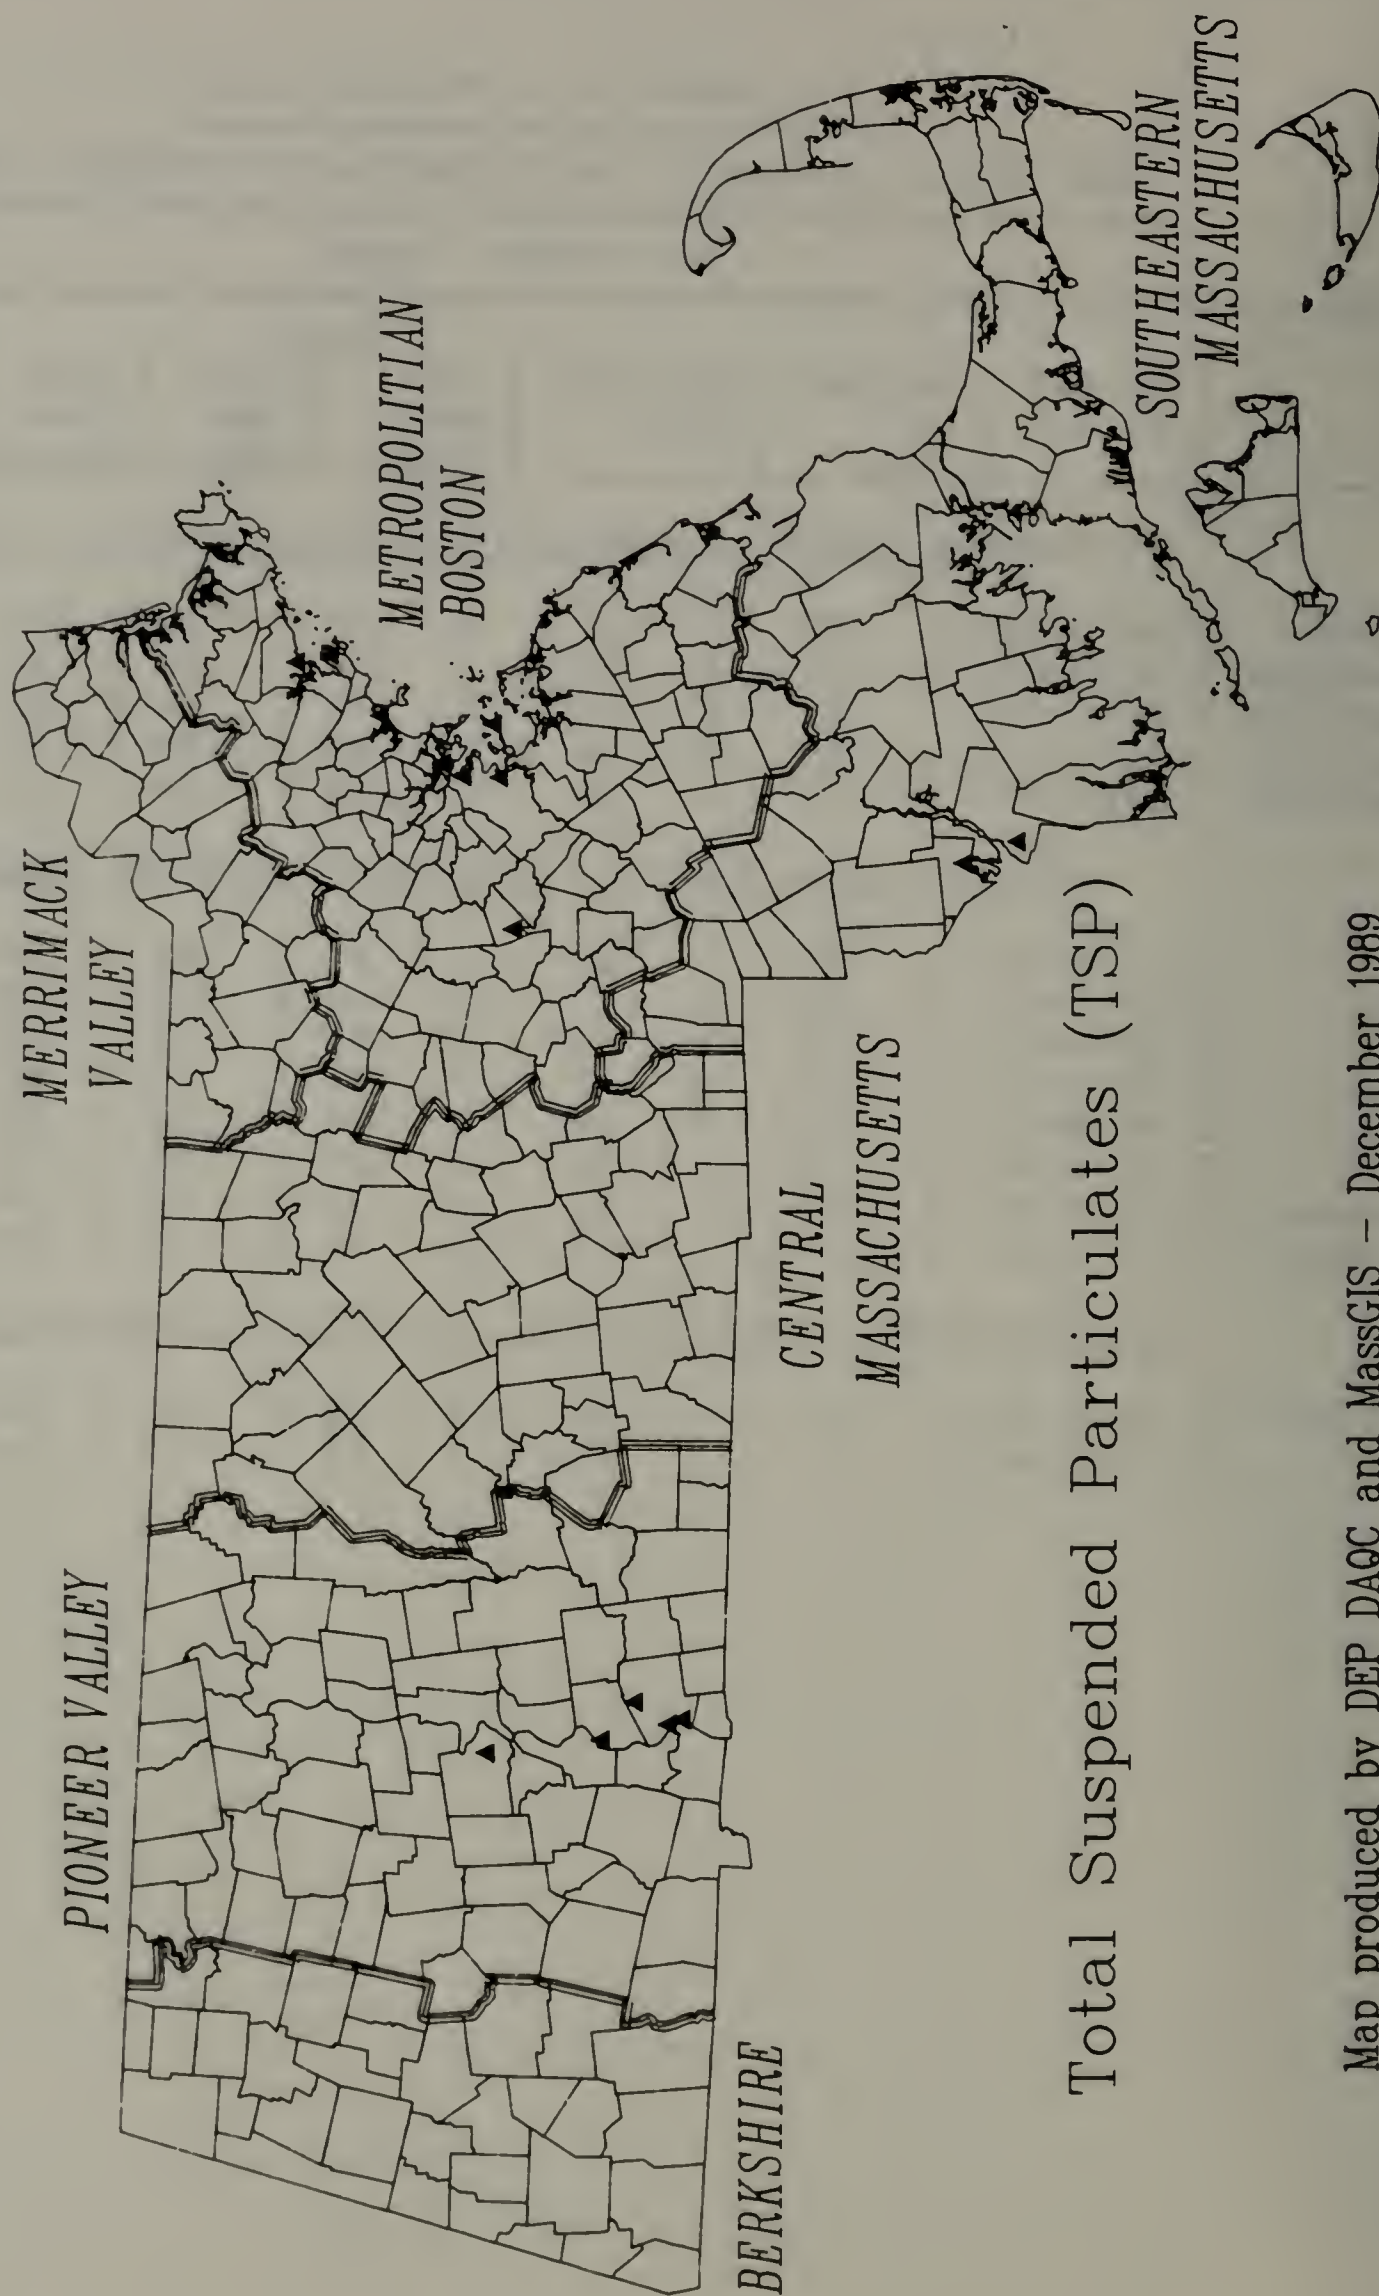 MERRIMACK
VALLEY
PIONEER VALLEY
METROPOLITIAN
BOSTON
BERKSHIRE
CENTRAL
MASSACHUSETTS
SOUTHEASTERN
MASSACHUSETTS
Total Suspended Particulates (TSP)
Map produced by DEP DAQC and MassGIS – December 1989